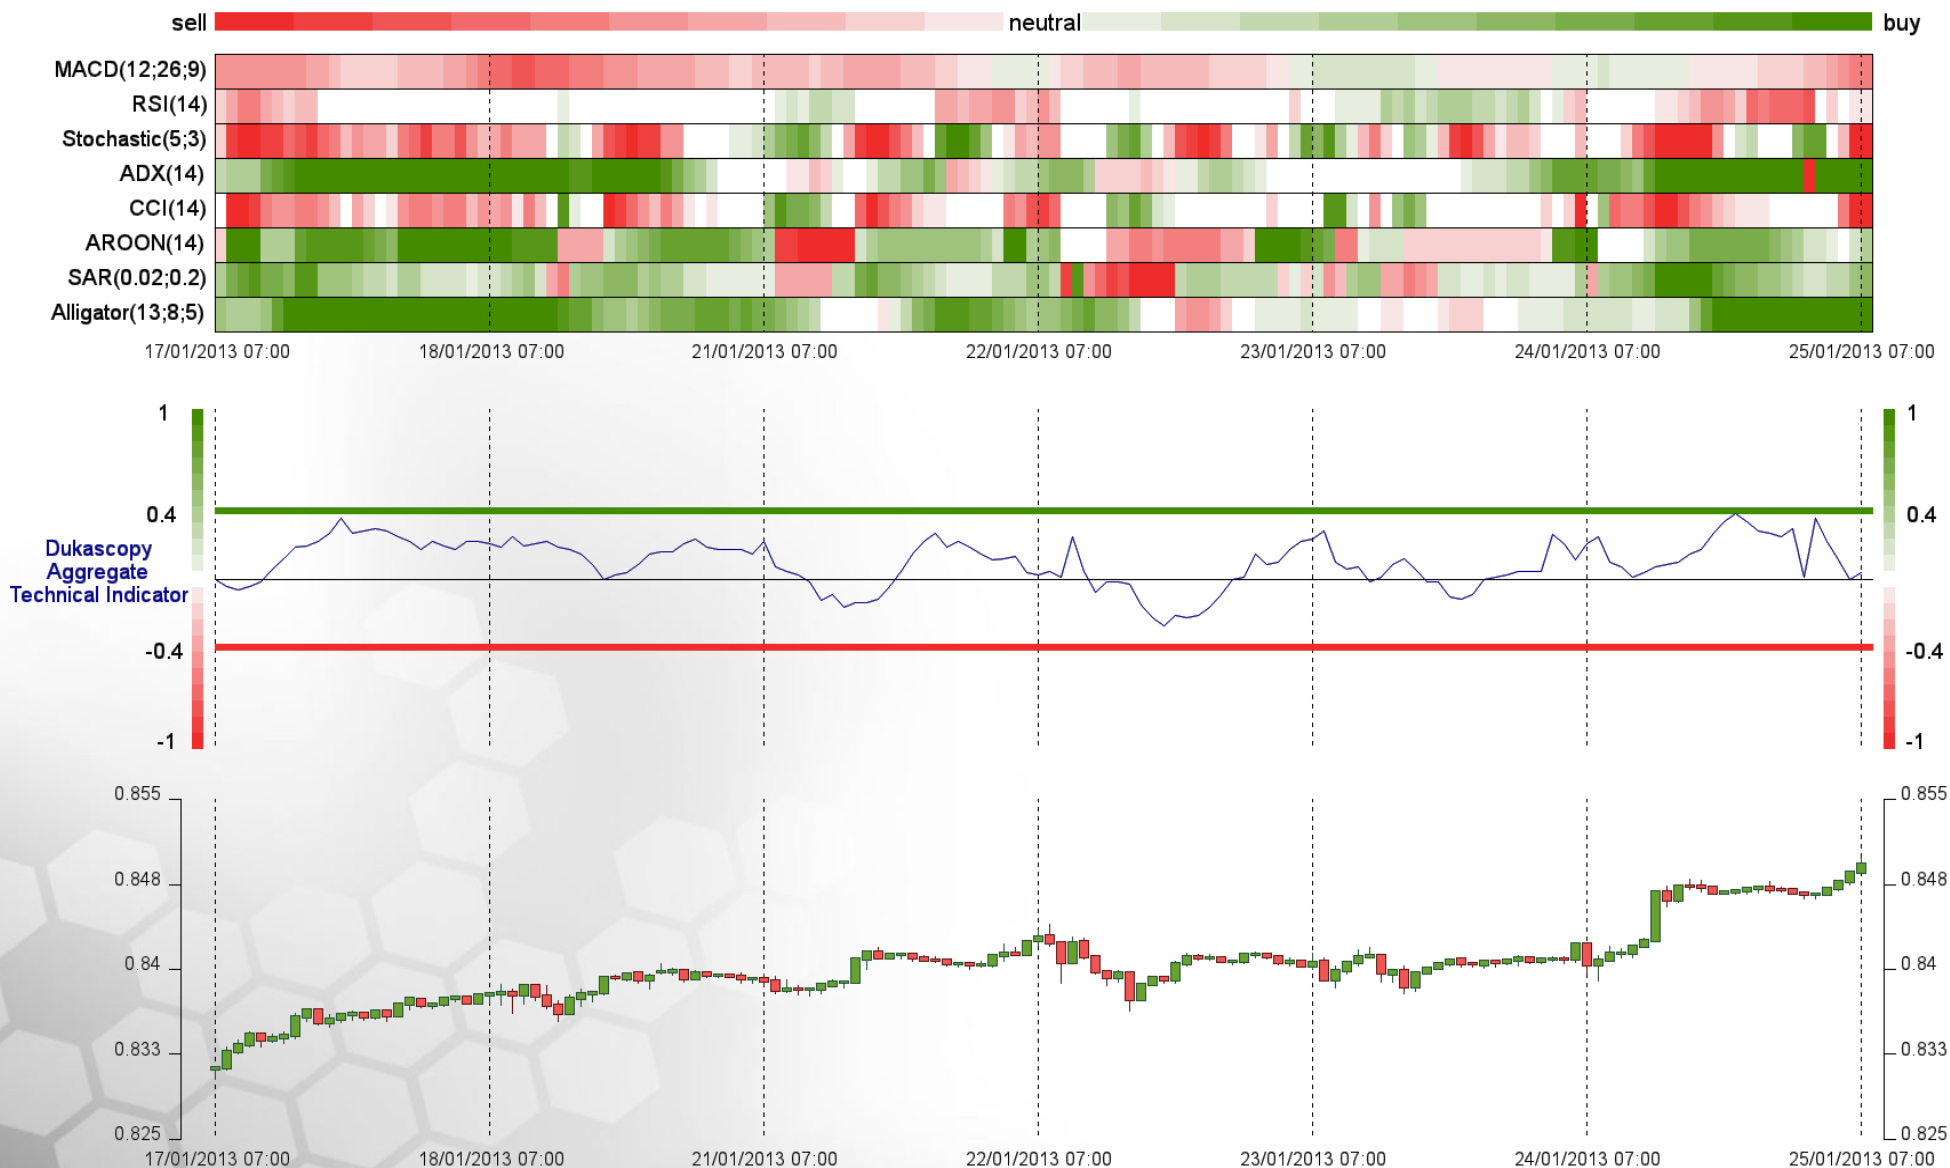 sell neutral buy
MACD(12;26;9)
RSI(14)
Stochastic(5;3)
ADX(14)
CCI(14)
AROON(14)
SAR(0.02;0.2)
Alligator(13;8;5)
17/01/2013 07:00 18/01/2013 07:00 21/01/2013 07:00 22/01/2013 07:00 23/01/2013 07:00 24/01/2013 07:00 25/01/2013 07:00
1 1
0.4 0.4
Dukascopy
Aggregate
Technical Indicator
-0.4 -0.4
-1 -1
0.855 0.855
0.848 0.848
0.84 0.84
0.833 0.833
0.825 0.825
17/01/2013 07:00 18/01/2013 07:00 21/01/2013 07:00 22/01/2013 07:00 23/01/2013 07:00 24/01/2013 07:00 25/01/2013 07:00